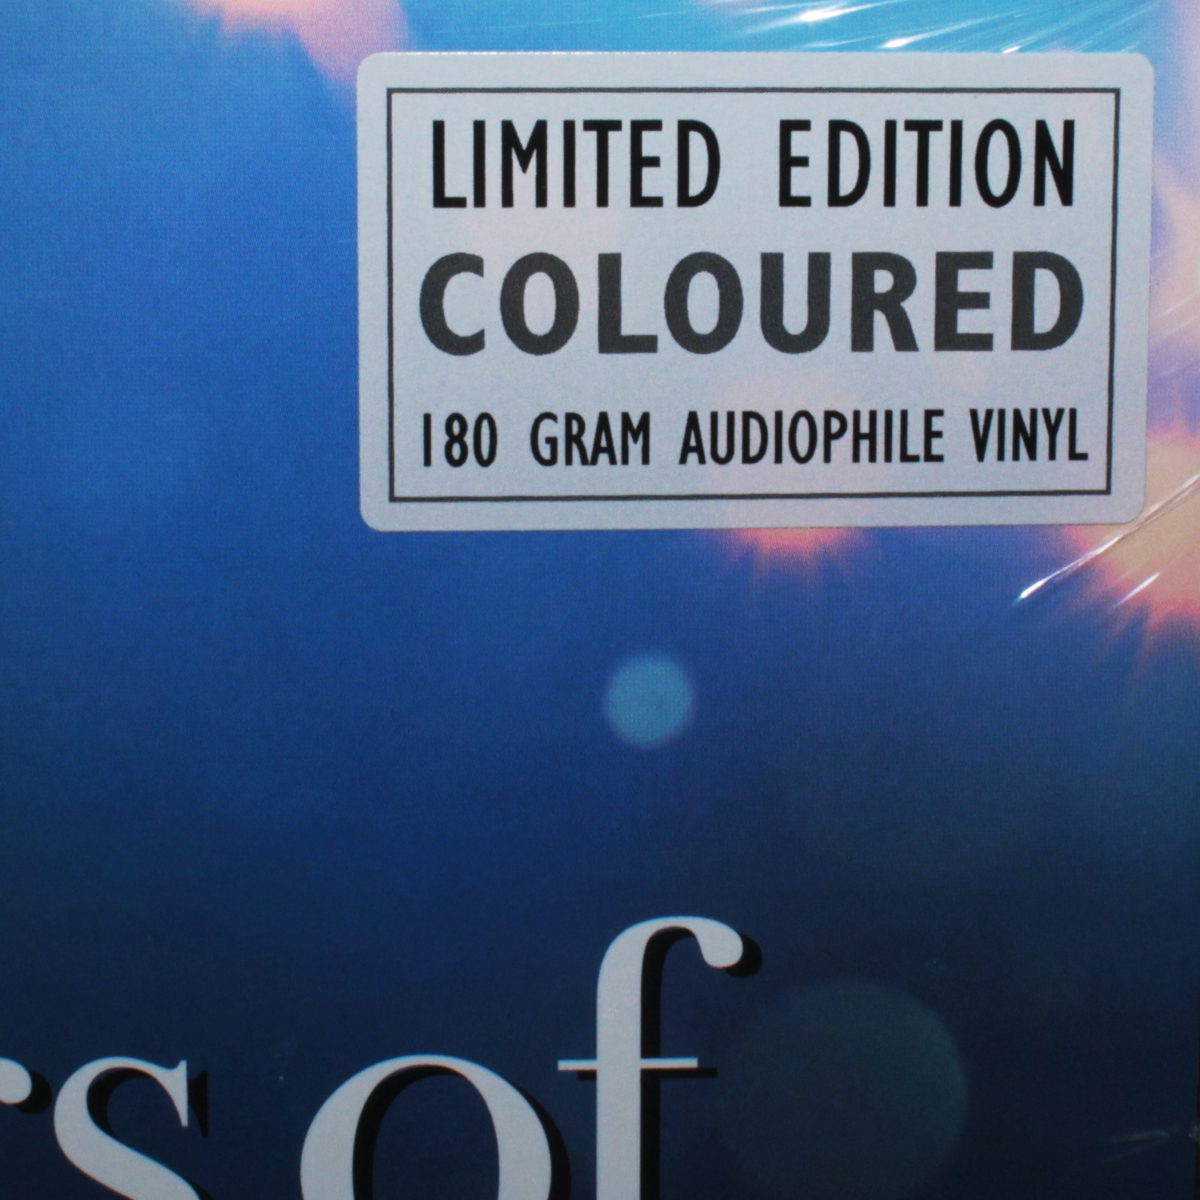 LIMITED EDITION
COLOURED
180 GRAM AUDIOPHILE VINYL
of